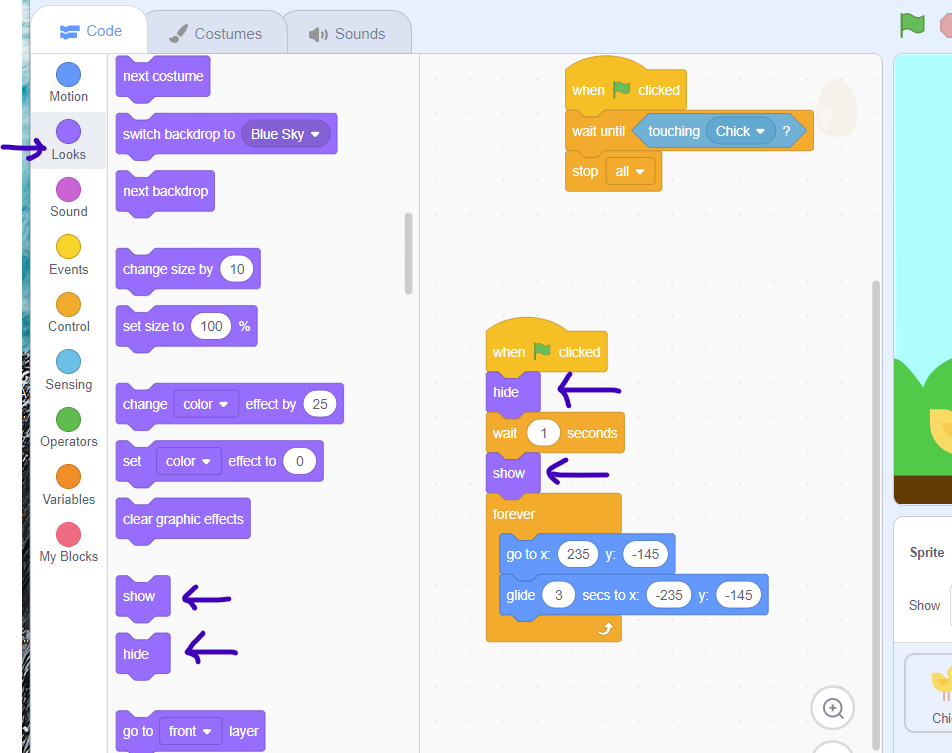 Code
Costumes
Sounds
Motion
Looks
Sound
Events
Control
Sensing
Operators
Variables
My Blocks
next costume
switch backdrop to Blue Sky
next backdrop
change size by 10
set size to 100 %
change color effect by 25
set color effect to 0
clear graphic effects
show
hide
go to front layer
when clicked
wait until touching Chick ?
stop all
when clicked
hide
wait 1 seconds
show
forever
go to x: 235 y: -145
glide 3 secs to x: -235 y: -145
Sprite
Show
Chi